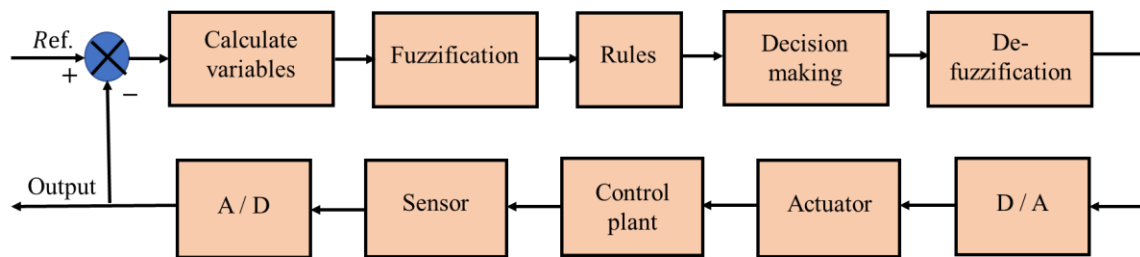 Ref.
+
−
Calculate
variables
Fuzzification
Rules
Decision
making
De-
fuzzification
Output
A / D
Sensor
Control
plant
Actuator
D / A